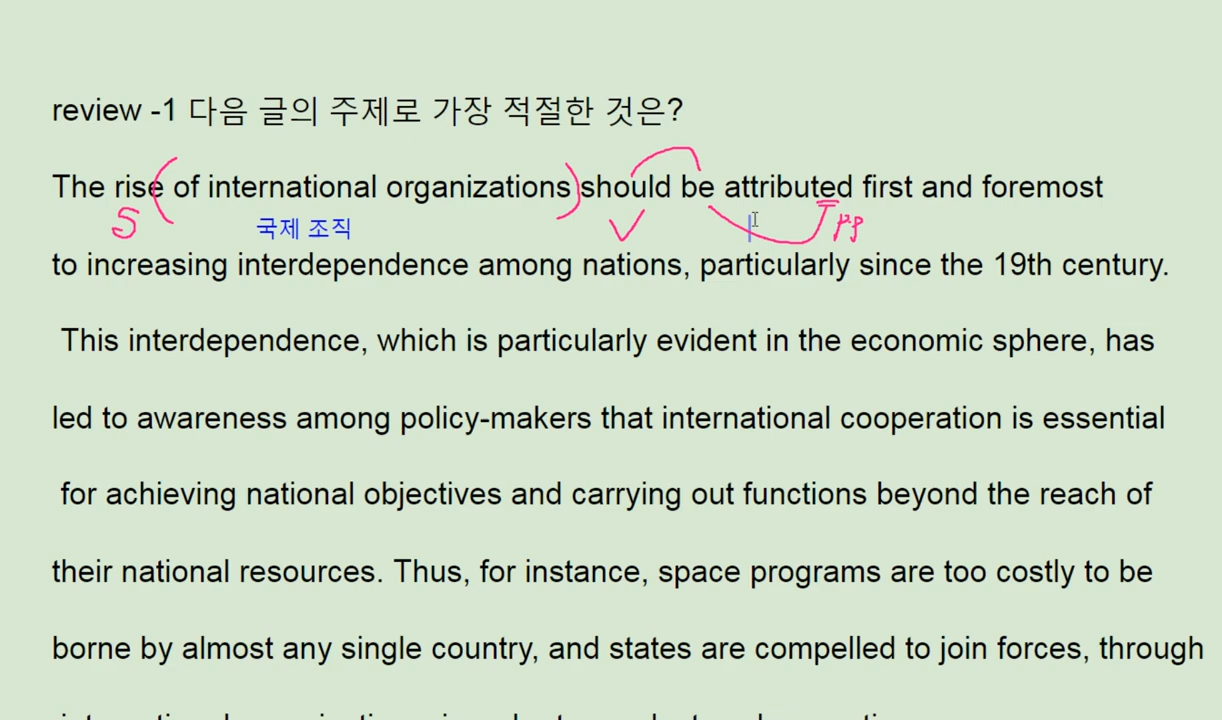 review -1 다음 글의 주제로 가장 적절한 것은?
The rise of international organizations should be attributed first and foremost
S 국제 조직 V pp
to increasing interdependence among nations, particularly since the 19th century.
This interdependence, which is particularly evident in the economic sphere, has
led to awareness among policy-makers that international cooperation is essential
for achieving national objectives and carrying out functions beyond the reach of
their national resources. Thus, for instance, space programs are too costly to be
borne by almost any single country, and states are compelled to join forces, through